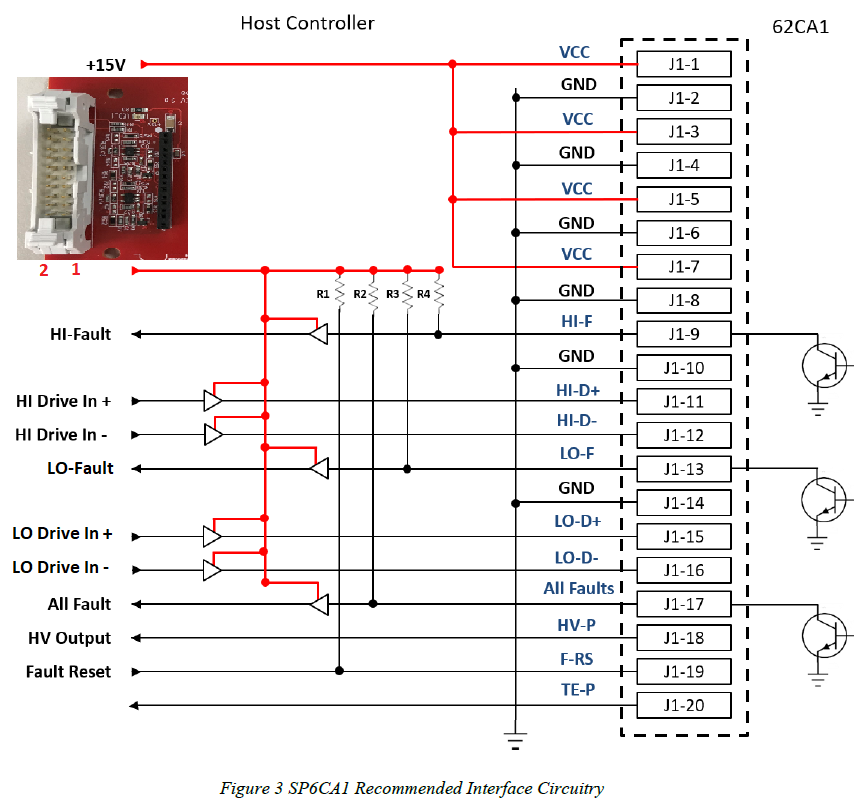 Host Controller
62CA1
+15V
VCC
J1-1
GND
J1-2
VCC
J1-3
GND
J1-4
VCC
J1-5
GND
J1-6
VCC
J1-7
2 1
R1 R2 R3 R4
GND
J1-8
HI-Fault
HI-F
J1-9
GND
J1-10
HI Drive In +
HI-D+
J1-11
HI Drive In -
HI-D-
J1-12
LO-Fault
LO-F
J1-13
GND
J1-14
LO Drive In +
LO-D+
J1-15
LO Drive In -
LO-D-
J1-16
All Fault
All Faults
J1-17
HV Output
HV-P
J1-18
Fault Reset
F-RS
J1-19
TE-P
J1-20
Figure 3 SP6CA1 Recommended Interface Circuitry